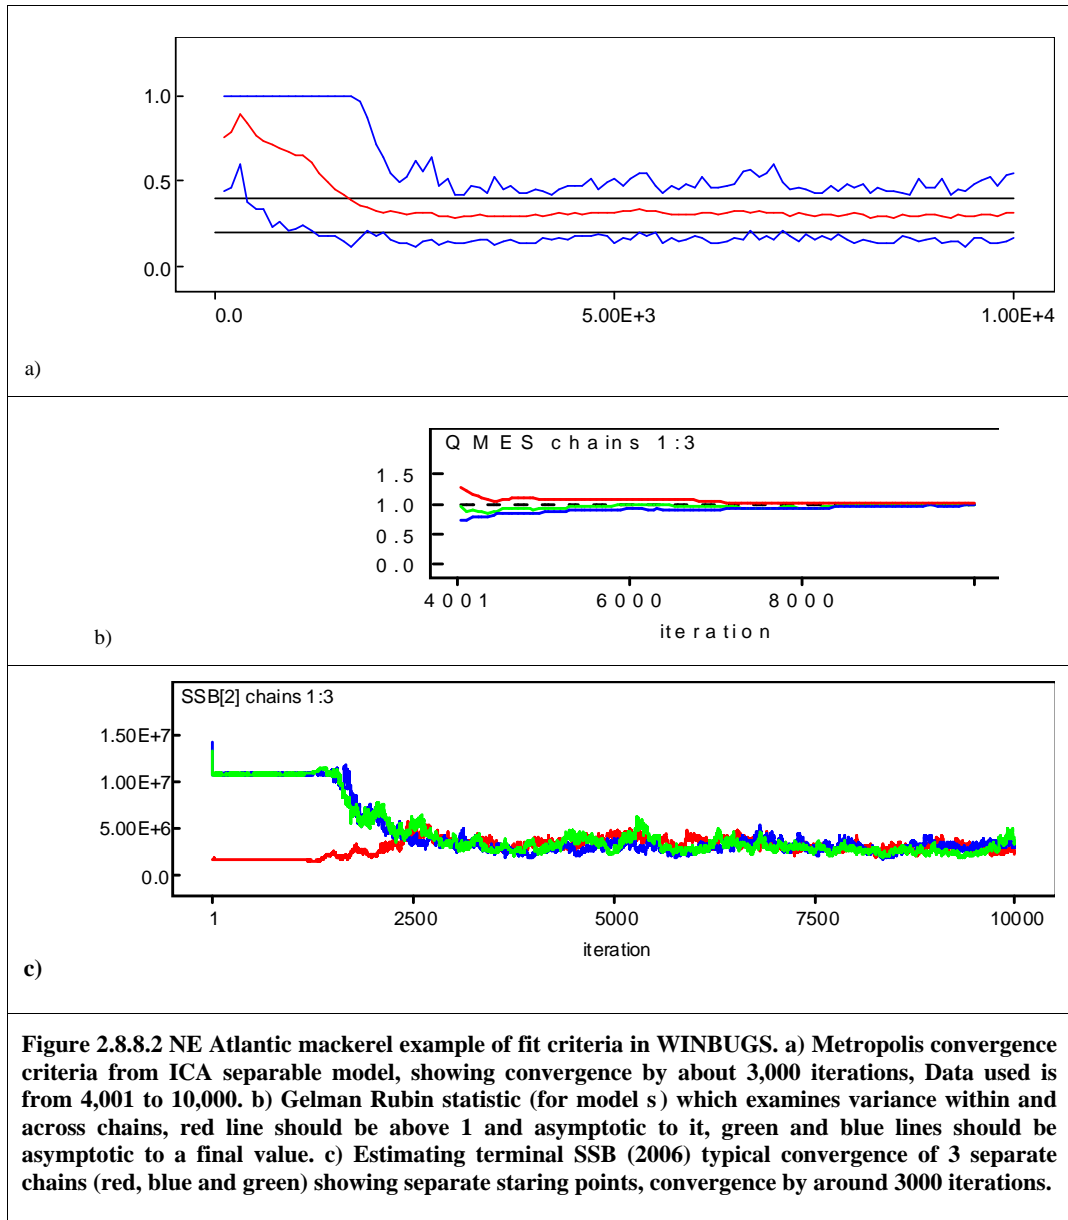 1.0
0.5
0.0
0.0 5.00E+3 1.00E+4
a)
Q M E S chains 1:3
1.5
1.0
0.5
0.0
4001 6000 8000
iteration
b)
SSB[2] chains 1:3
1.50E+7
1.00E+7
5.00E+6
0.0
1 2500 5000 7500 10000
iteration
c)
Figure 2.8.8.2 NE Atlantic mackerel example of fit criteria in WINBUGS. a) Metropolis convergence
criteria from ICA separable model, showing convergence by about 3,000 iterations, Data used is
from 4,001 to 10,000. b) Gelman Rubin statistic (for model s) which examines variance within and
across chains, red line should be above 1 and asymptotic to it, green and blue lines should be
asymptotic to a final value. c) Estimating terminal SSB (2006) typical convergence of 3 separate
chains (red, blue and green) showing separate staring points, convergence by around 3000 iterations.